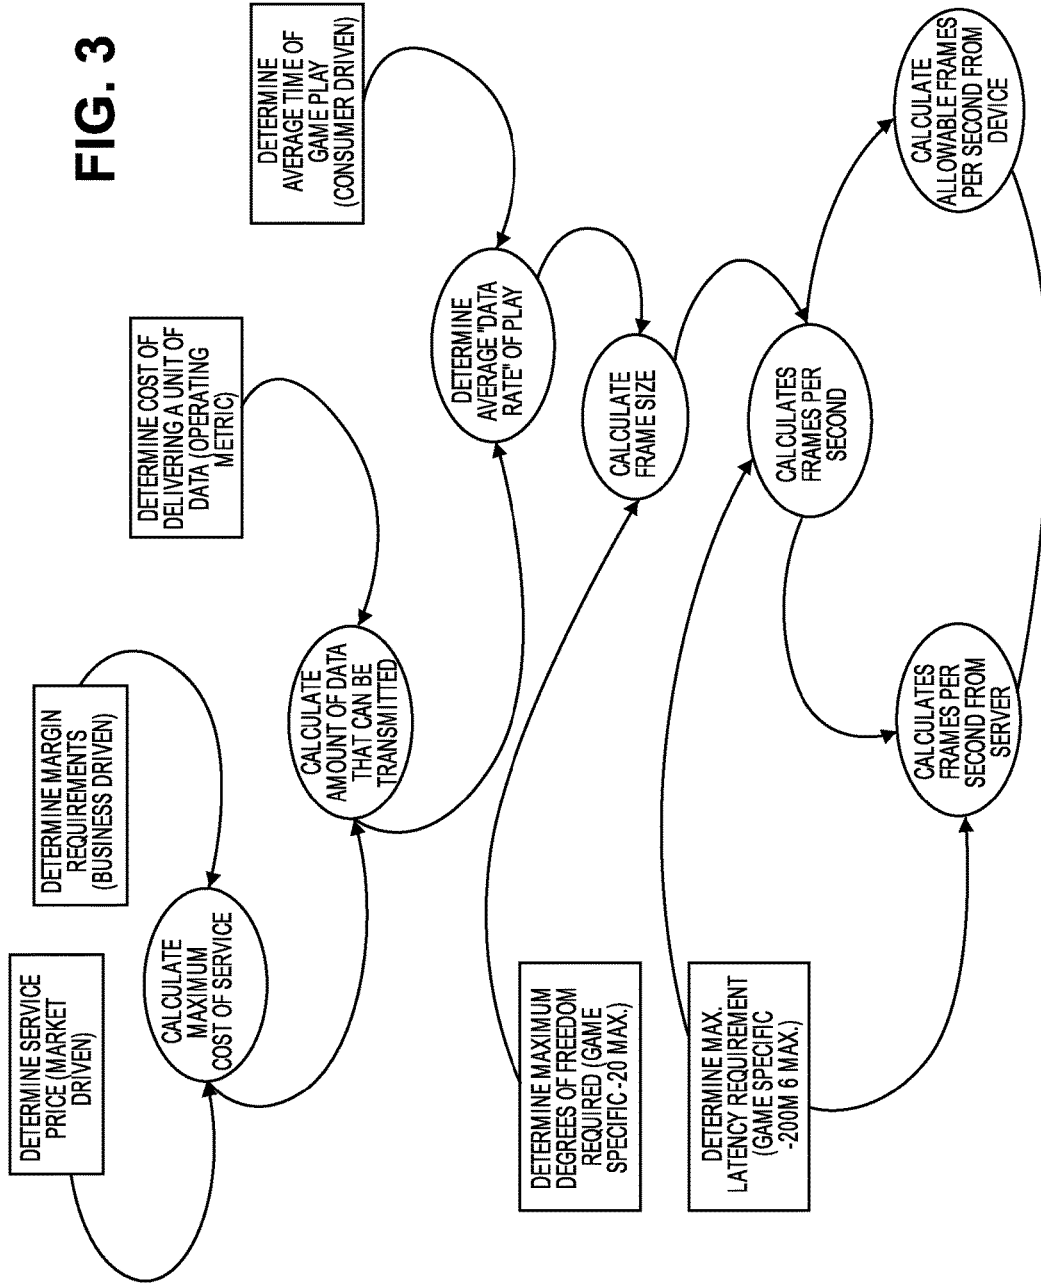 FIG. 3
DETERMINE SERVICE
PRICE (MARKET
DRIVEN)
DETERMINE MARGIN
REQUIREMENTS
(BUSINESS DRIVEN)
CALCULATE
MAXIMUM
COST OF SERVICE
DETERMINE COST OF
DELIVERING A UNIT OF
DATA (OPERATING
METRIC)
CALCULATE
AMOUNT OF DATA
THAT CAN BE
TRANSMITTED
DETERMINE
AVERAGE TIME OF
GAME PLAY
(CONSUMER DRIVEN)
DETERMINE
AVERAGE "DATA
RATE" OF PLAY
DETERMINE MAXIMUM
DEGREES OF FREEDOM
REQUIRED (GAME
SPECIFIC -20 MAX.)
CALCULATE
FRAME SIZE
DETERMINE MAX.
LATENCY REQUIREMENT
(GAME SPECIFIC
-200M 6 MAX.)
CALCULATES
FRAMES PER
SECOND
CALCULATES
FRAMES PER
SECOND FROM
SERVER
CALCULATE
ALLOWABLE FRAMES
PER SECOND FROM
DEVICE